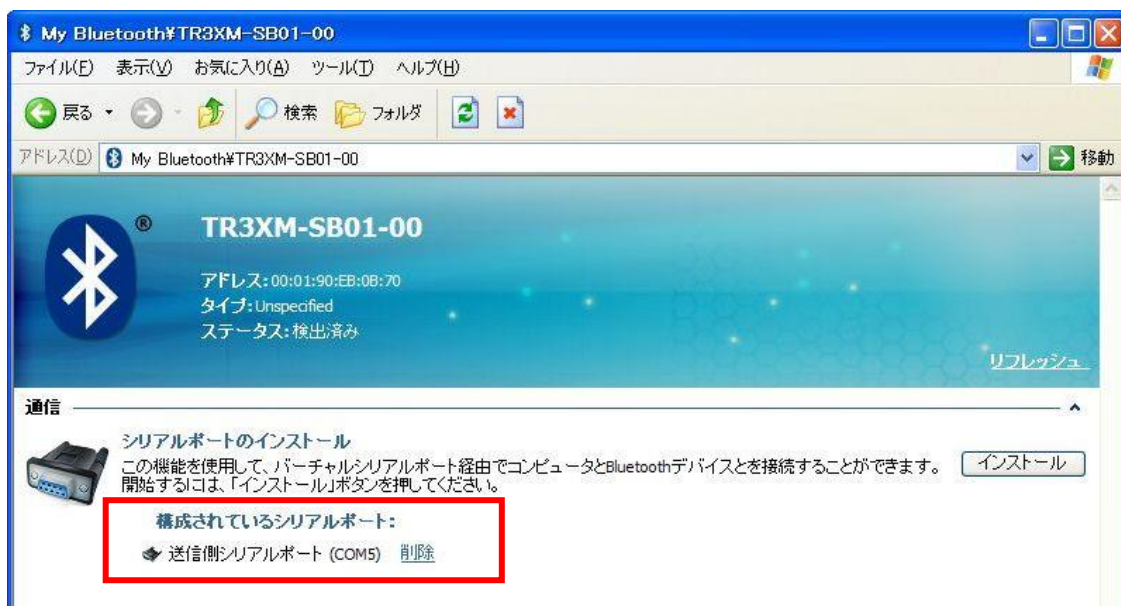 My Bluetooth¥TR3XM-SB01-00
ファイル(F) 表示(V) お気に入り(A) ツール(T) ヘルプ(H)
戻る 検索 フォルダ
アドレス(D) My Bluetooth¥TR3XM-SB01-00 移動
®
TR3XM-SB01-00
アドレス:00:01:90:EB:0B:70
タイプ:Unspecified
ステータス:検出済み
リフレッシュ
通信
シリアルポートのインストール
この機能を使用して、バーチャルシリアルポート経由でコンピュータとBluetoothデバイスとを接続することができます。 インストール
開始するには、「インストール」ボタンを押してください。
構成されているシリアルポート:
送信側シリアルポート (COM5) 削除